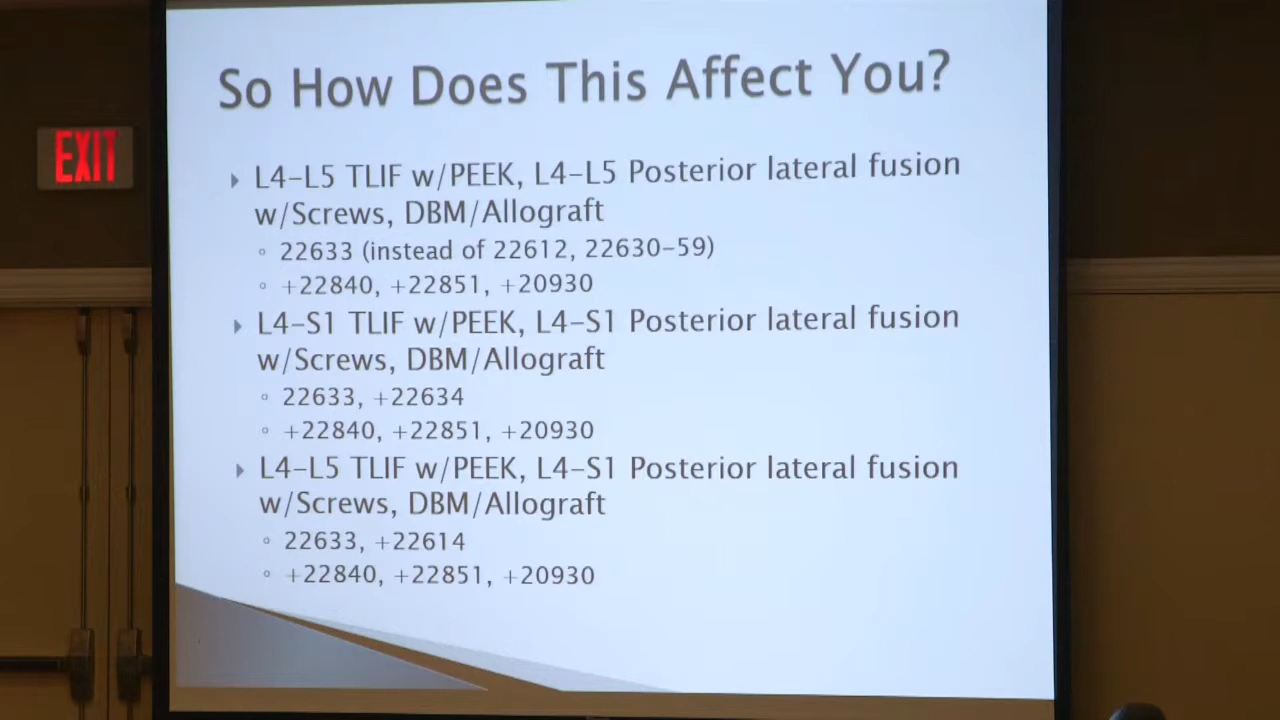 So How Does This Affect You?
EXIT
L4-L5 TLIF w/PEEK, L4-L5 Posterior lateral fusion
w/Screws, DBM/Allograft
22633 (instead of 22612, 22630-59)
+22840, +22851, +20930
L4-S1 TLIF w/PEEK, L4-S1 Posterior lateral fusion
w/Screws, DBM/Allograft
22633, +22634
+22840, +22851, +20930
L4-L5 TLIF w/PEEK, L4-S1 Posterior lateral fusion
w/Screws, DBM/Allograft
22633, +22614
+22840, +22851, +20930